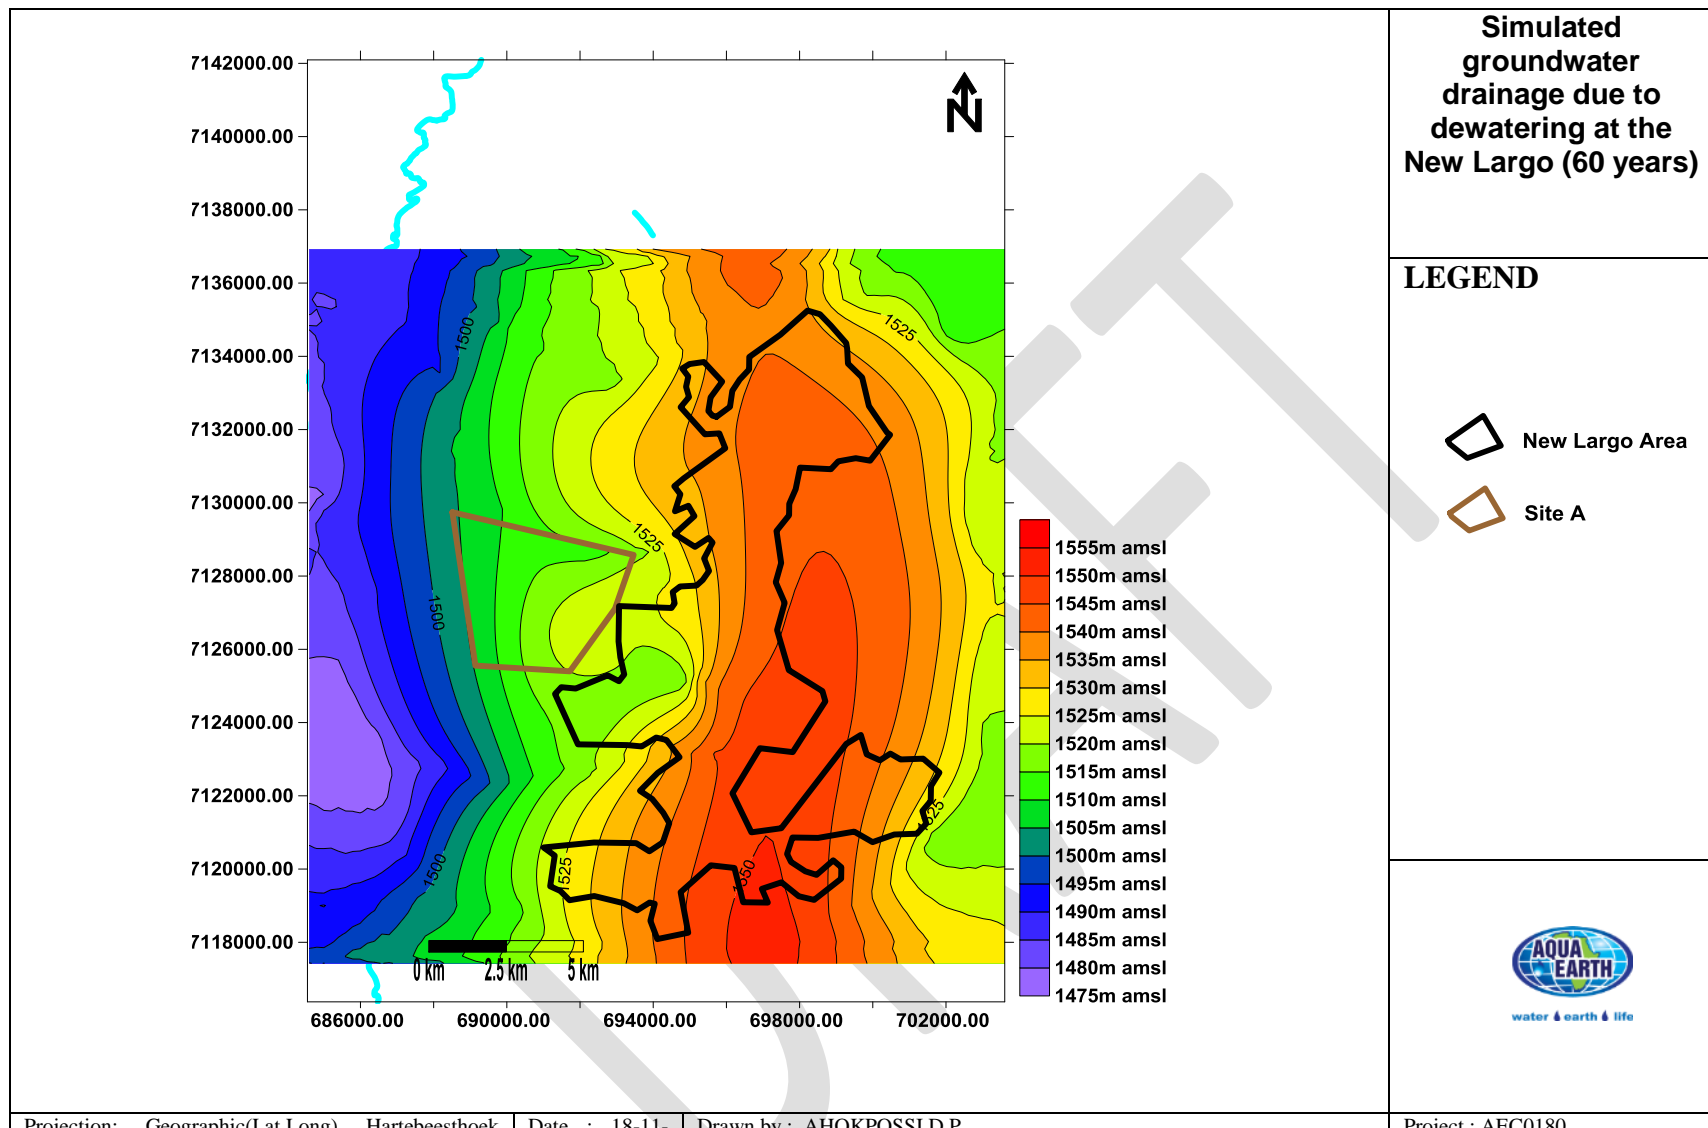 Simulated
groundwater
drainage due to
dewatering at the
New Largo (60 years)
LEGEND
New Largo Area
Site A
7142000.00
7140000.00
7138000.00
7136000.00
7134000.00
7132000.00
7130000.00
7128000.00
7126000.00
7124000.00
7122000.00
7120000.00
7118000.00
686000.00
690000.00
694000.00
698000.00
702000.00
N
1500
1525
1525
1500
1500
1525
1550
1525
0 km
2.5 km
5 km
1555m amsl
1550m amsl
1545m amsl
1540m amsl
1535m amsl
1530m amsl
1525m amsl
1520m amsl
1515m amsl
1510m amsl
1505m amsl
1500m amsl
1495m amsl
1490m amsl
1485m amsl
1480m amsl
1475m amsl
DRAFT
AQUA
EARTH
water earth life
Projection: Geographic(Lat Long) Hartebeesthoek
Date : 18-11-
Drawn by : AHOKPOSSI D.P
Project : AEC0180